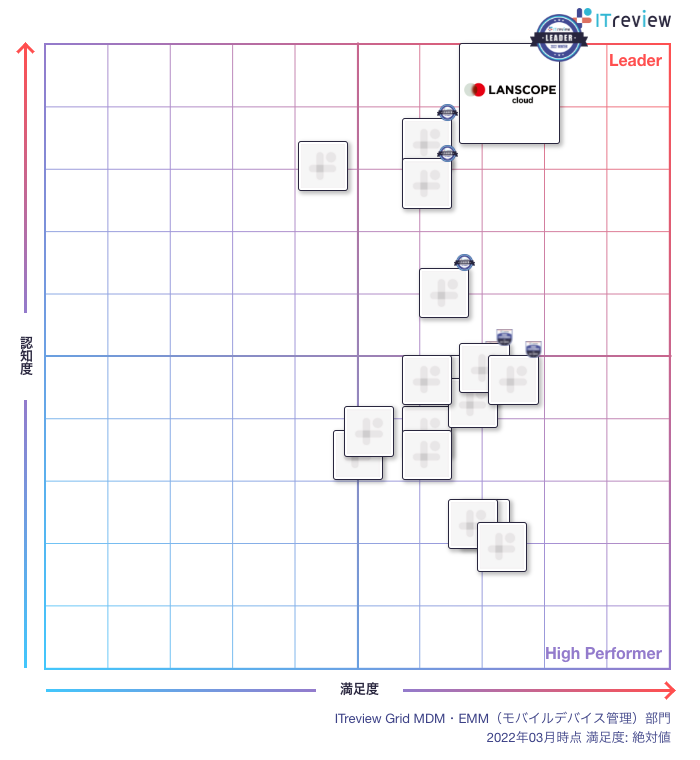 ITreview
LEADER
Leader
LANSCOPE
cloud
認知度
High Performer
満足度
ITreview Grid MDM・EMM（モバイルデバイス管理）部門
2022年03月時点 満足度: 絶対値